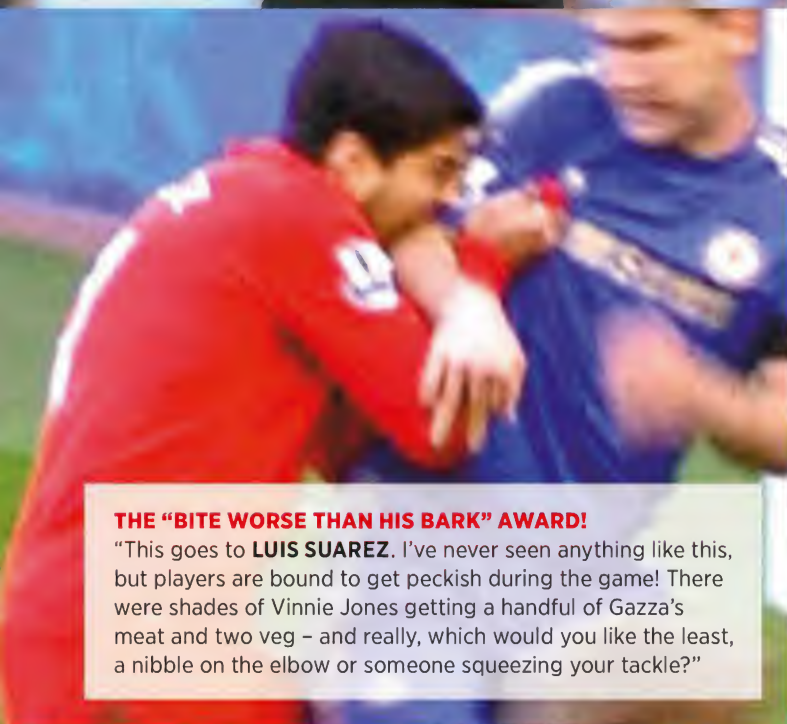 THE “BITE WORSE THAN HIS BARK” AWARD!
“This goes to LUIS SUAREZ. I’ve never seen anything like this,
but players are bound to get peckish during the game! There
were shades of Vinnie Jones getting a handful of Gazza’s
meat and two veg – and really, which would you like the least,
a nibble on the elbow or someone squeezing your tackle?”